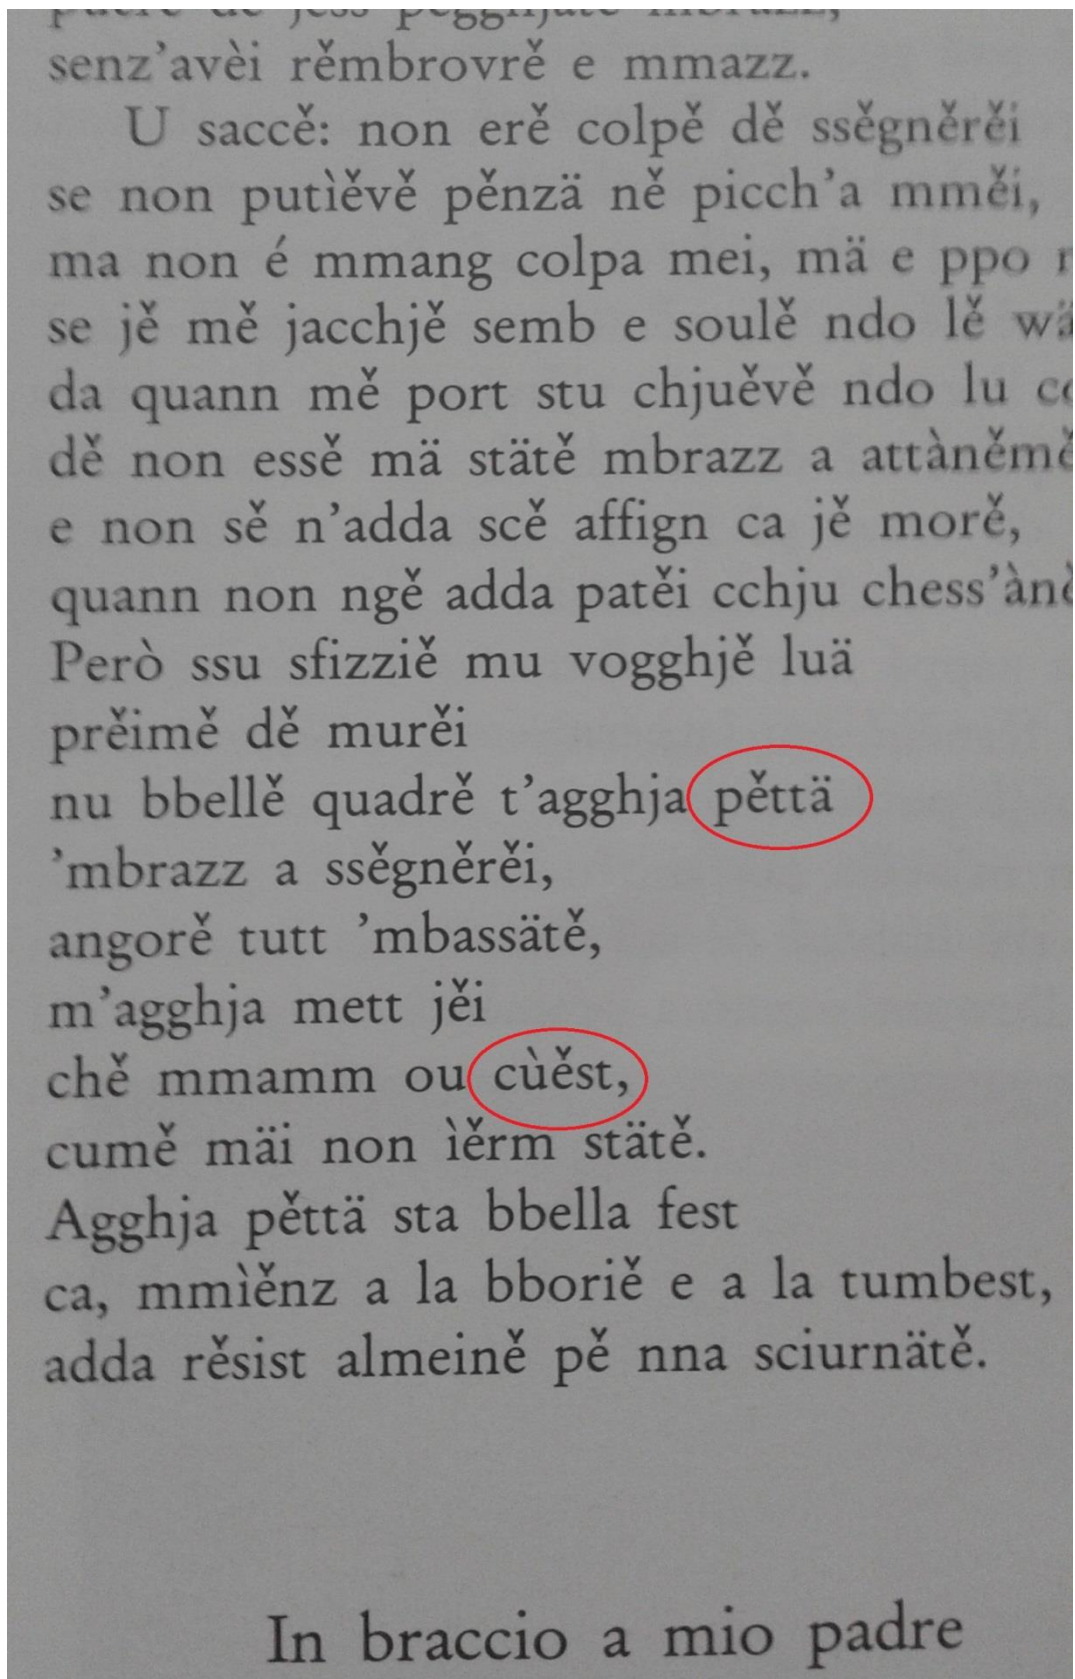 senz'avèi rĕmbrovrĕ e mmazz.
U saccĕ: non erĕ colpĕ dĕ ssĕgnĕrĕi
se non putìĕvĕ pĕnzä nĕ picch'a mmĕi,
ma non é mmang colpa mei, mä e ppo
se jĕ mĕ jacchjĕ semb e soulĕ ndo lĕ
da quann mĕ port stu chjuĕvĕ ndo lu
dĕ non essĕ mä stätĕ mbrazz a attànĕmĕ
e non sĕ n'adda scĕ affign ca jĕ morĕ,
quann non ngĕ adda patĕi cchju
Però ssu sfizziĕ mu vogghjĕ luä
prĕimĕ dĕ murĕi
nu bbellĕ quadrĕ t'agghja pĕttä
'mbrazz a ssĕgnĕrĕi,
angorĕ tutt 'mbassätĕ,
m'agghja mett jĕi
chĕ mmamm ou cùĕst,
cumĕ mäi non ìĕrm stätĕ.
Agghja pĕttä sta bbella fest
ca, mmìĕnz a la bboriĕ e a la tumbest,
adda rĕsist almeinĕ pĕ nna sciurnätĕ.
In braccio a mio padre